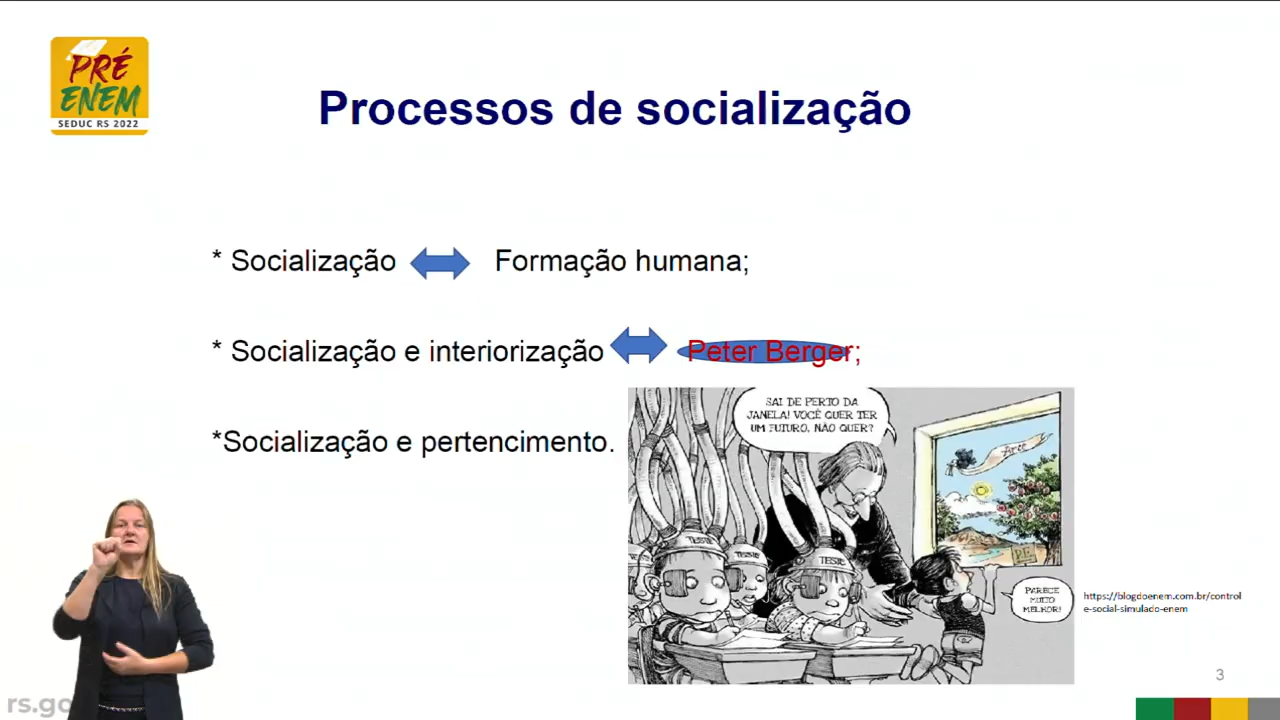 PRÉ
ENEM
SEDUC RS 2022
Processos de socialização
* Socialização Formação humana;
* Socialização e interiorização Peter Berger;
*Socialização e pertencimento.
SAI DE PERTO DA
JANELA! VOCÊ QUER TER
UM FUTURO, NÃO QUER?
Arte
TESTE
TESTE
TESTE
P.E.
PARECE
MUITO
MELHOR!
https://blogdoenem.com.br/control
e-social-simulado-enem
3
rs.go